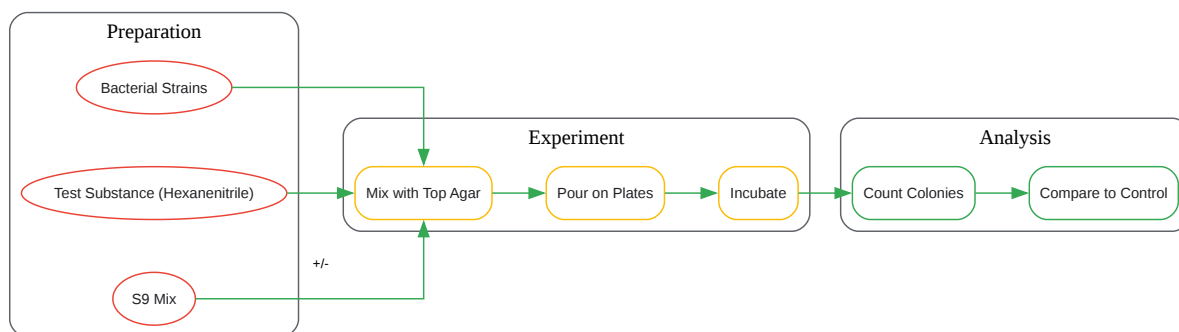 Preparation
Bacterial Strains
Test Substance (Hexanenitrile)
S9 Mix
+/-
Experiment
Mix with Top Agar
Pour on Plates
Incubate
Analysis
Count Colonies
Compare to Control